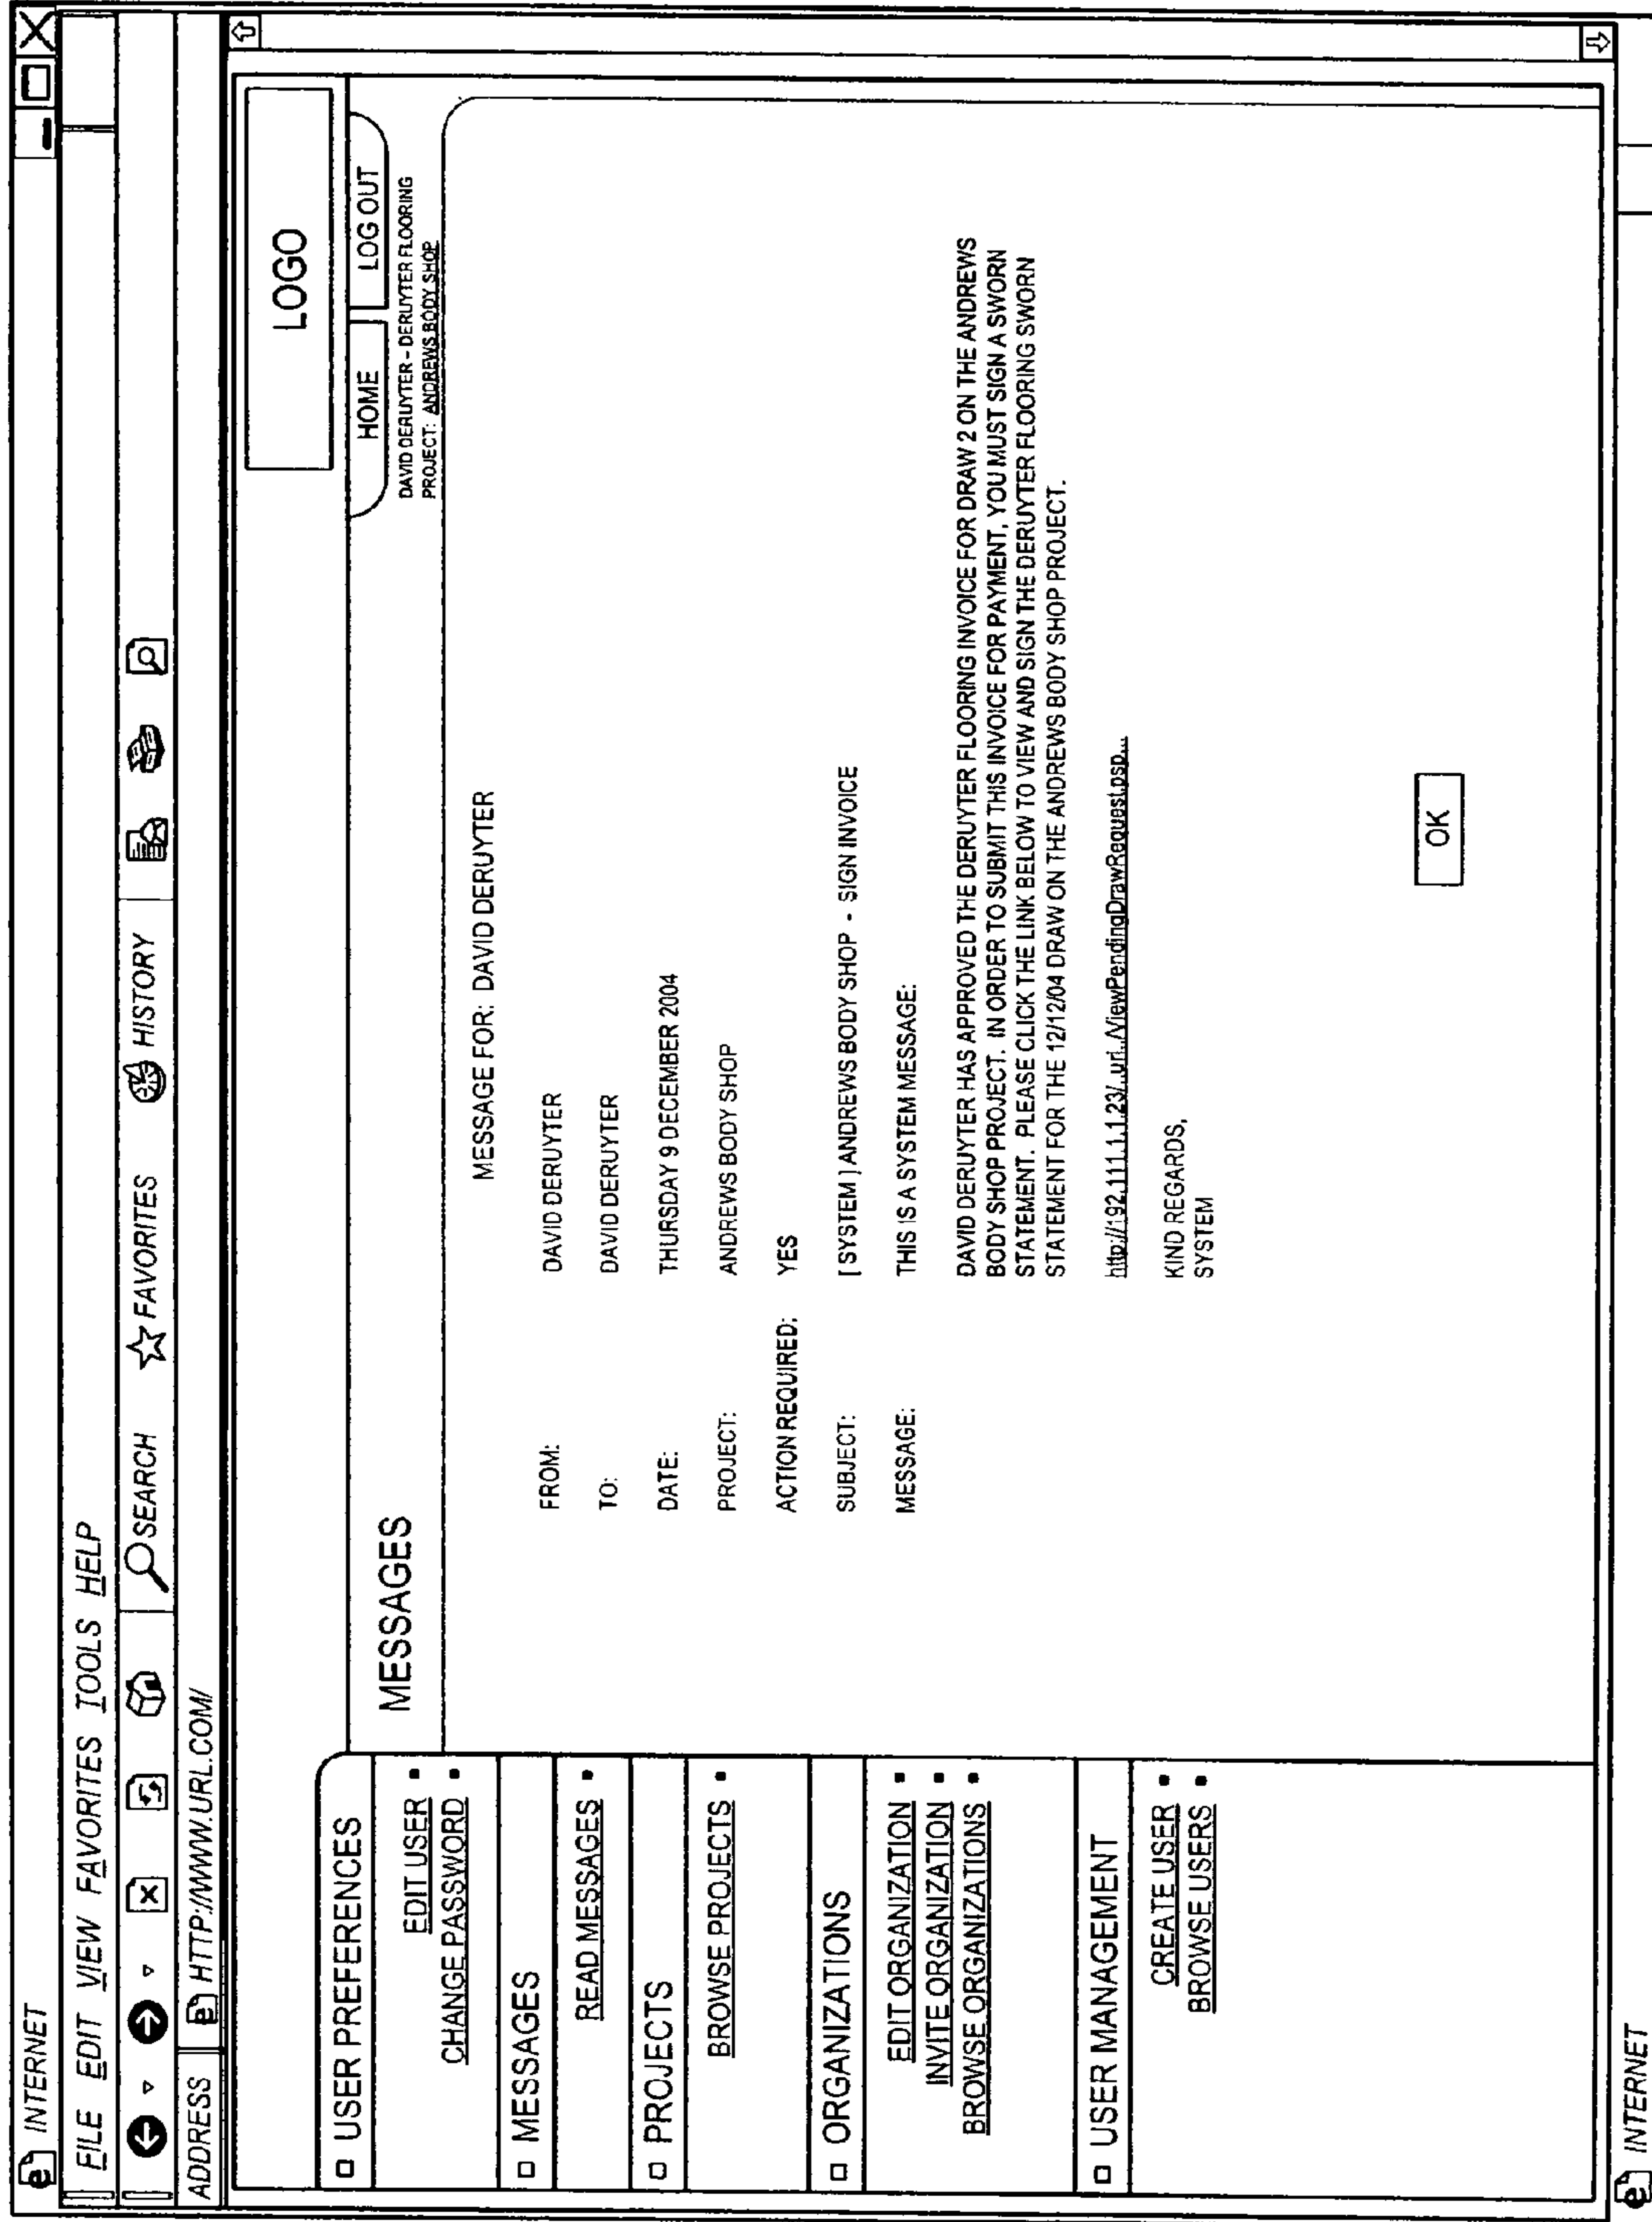 INTERNET
FILE EDIT VIEW FAVORITES TOOLS HELP
SEARCH FAVORITES HISTORY
ADDRESS HTTP://WWW.URL.COM/
LOGO
HOME LOG OUT
DAVID DERUYTER - DERUYTER FLOORING
PROJECT: ANDREWS BODY SHOP
USER PREFERENCES
EDIT USER
CHANGE PASSWORD
MESSAGES
READ MESSAGES
PROJECTS
BROWSE PROJECTS
ORGANIZATIONS
EDIT ORGANIZATION
INVITE ORGANIZATION
BROWSE ORGANIZATIONS
USER MANAGEMENT
CREATE USER
BROWSE USERS
MESSAGES
MESSAGE FOR: DAVID DERUYTER
FROM: DAVID DERUYTER
TO: DAVID DERUYTER
DATE: THURSDAY 9 DECEMBER 2004
PROJECT: ANDREWS BODY SHOP
ACTION REQUIRED: YES
SUBJECT: [SYSTEM] ANDREWS BODY SHOP - SIGN INVOICE
MESSAGE: THIS IS A SYSTEM MESSAGE:
DAVID DERUYTER HAS APPROVED THE DERUYTER FLOORING INVOICE FOR DRAW 2 ON THE ANDREWS
BODY SHOP PROJECT. IN ORDER TO SUBMIT THIS INVOICE FOR PAYMENT, YOU MUST SIGN A SWORN
STATEMENT. PLEASE CLICK THE LINK BELOW TO VIEW AND SIGN THE DERUYTER FLOORING SWORN
STATEMENT FOR THE 12/12/04 DRAW ON THE ANDREWS BODY SHOP PROJECT.
http://192.111.1.123/..url../ViewPendingDrawRequest.psp...
KIND REGARDS,
SYSTEM
OK
INTERNET